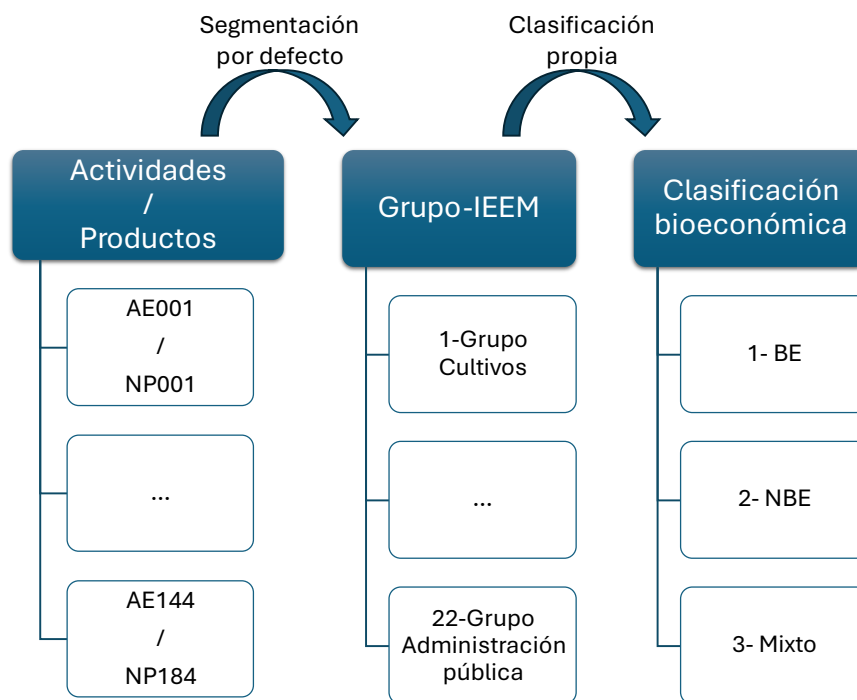 Segmentación
por defecto
Clasificación
propia
Actividades
/
Productos
AE001
/
NP001
...
AE144
/
NP184
Grupo-IEEM
1-Grupo
Cultivos
...
22-Grupo
Administración
pública
Clasificación
bioeconómica
1- BE
2- NBE
3- Mixto